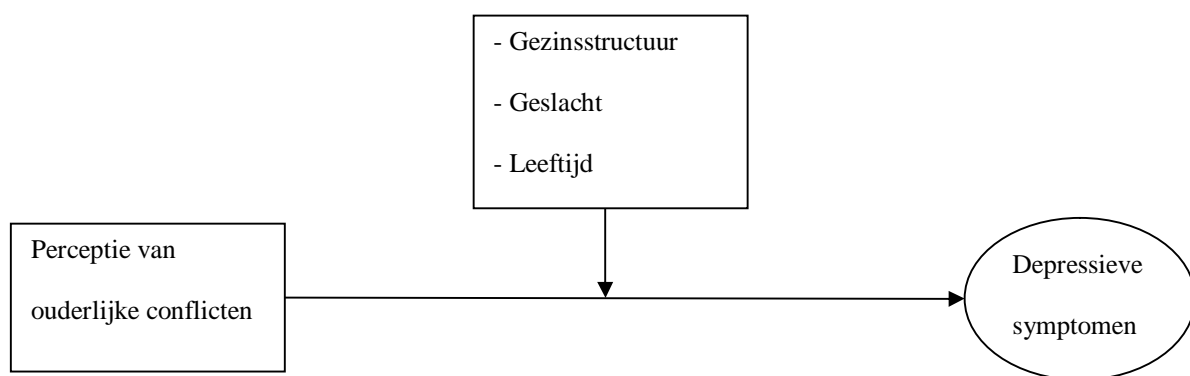 - Gezinsstructuur
- Geslacht
- Leeftijd
Perceptie van
ouderlijke conflicten
Depressieve
symptomen